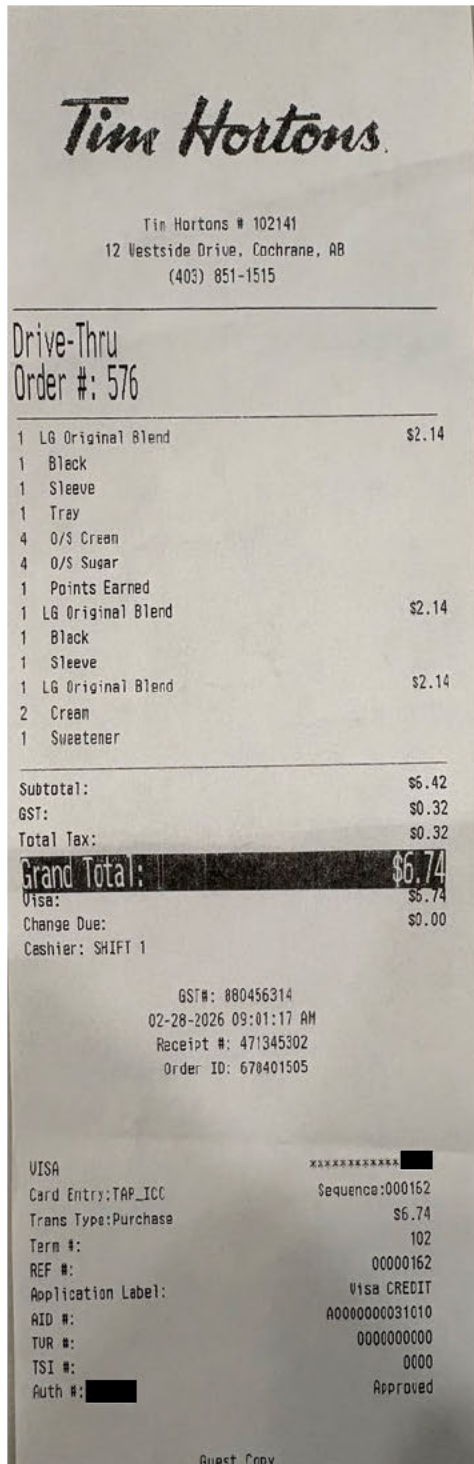 Tim Hortons.
Tim Hortons # 102141
12 Westside Drive, Cochrane, AB
(403) 851-1515
Drive-Thru
Order #: 576
1 LG Original Blend $2.14
1 Black
1 Sleeve
1 Tray
4 O/S Cream
4 O/S Sugar
1 Points Earned
1 LG Original Blend $2.14
1 Black
1 Sleeve
1 LG Original Blend $2.14
2 Cream
1 Sweetener
Subtotal: $6.42
GST: $0.32
Total Tax: $0.32
Grand Total: $6.74
Visa: $6.74
Change Due: $0.00
Cashier: SHIFT 1
GST#: 880456314
02-28-2026 09:01:17 AM
Receipt #: 471345302
Order ID: 678401505
VISA xxxxxxxxxxxx
Card Entry:TAP_ICC Sequence:000162
Trans Type:Purchase $6.74
Term #: 102
REF #: 00000162
Application Label: Visa CREDIT
AID #: A0000000031010
TVR #: 0000000000
TSI #: 0000
Auth #: Approved
Guest Copy